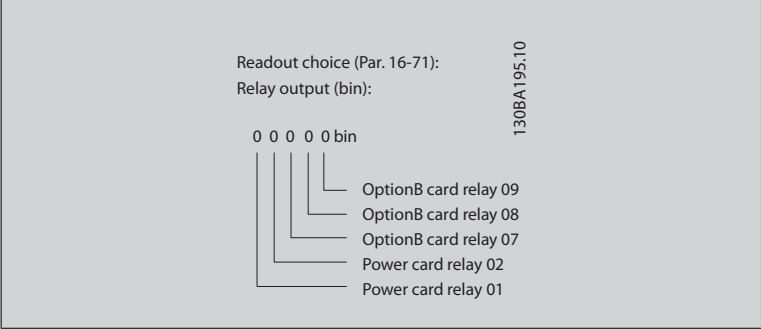 Readout choice (Par. 16-71):
Relay output (bin):
130BA195.10
0 0 0 0 0 bin
OptionB card relay 09
OptionB card relay 08
OptionB card relay 07
Power card relay 02
Power card relay 01